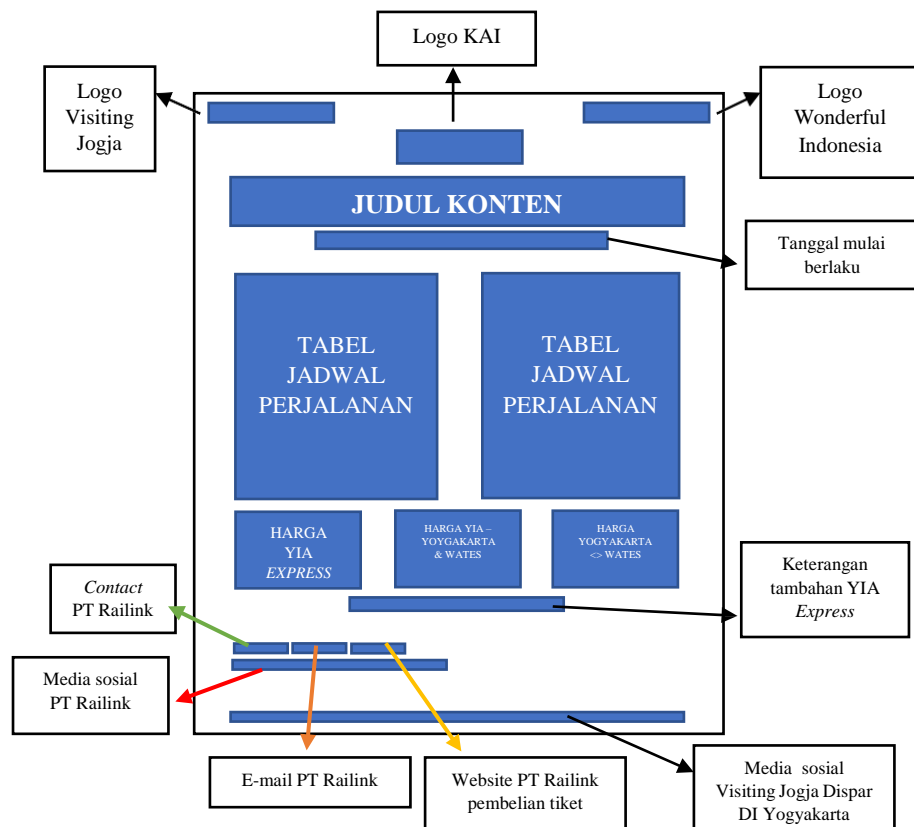 Logo KAI
Logo
Visiting
Jogja
Logo
Wonderful
Indonesia
JUDUL KONTEN
Tanggal mulai
berlaku
TABEL
JADWAL
PERJALANAN
TABEL
JADWAL
PERJALANAN
HARGA
YIA
EXPRESS
HARGA YIA –
YOYGAKARTA
& WATES
HARGA
YOGYAKARTA
<> WATES
Keterangan
tambahan YIA
Express
Contact
PT Railink
Media sosial
PT Railink
E-mail PT Railink
Website PT Railink
pembelian tiket
Media sosial
Visiting Jogja Dispar
DI Yogyakarta